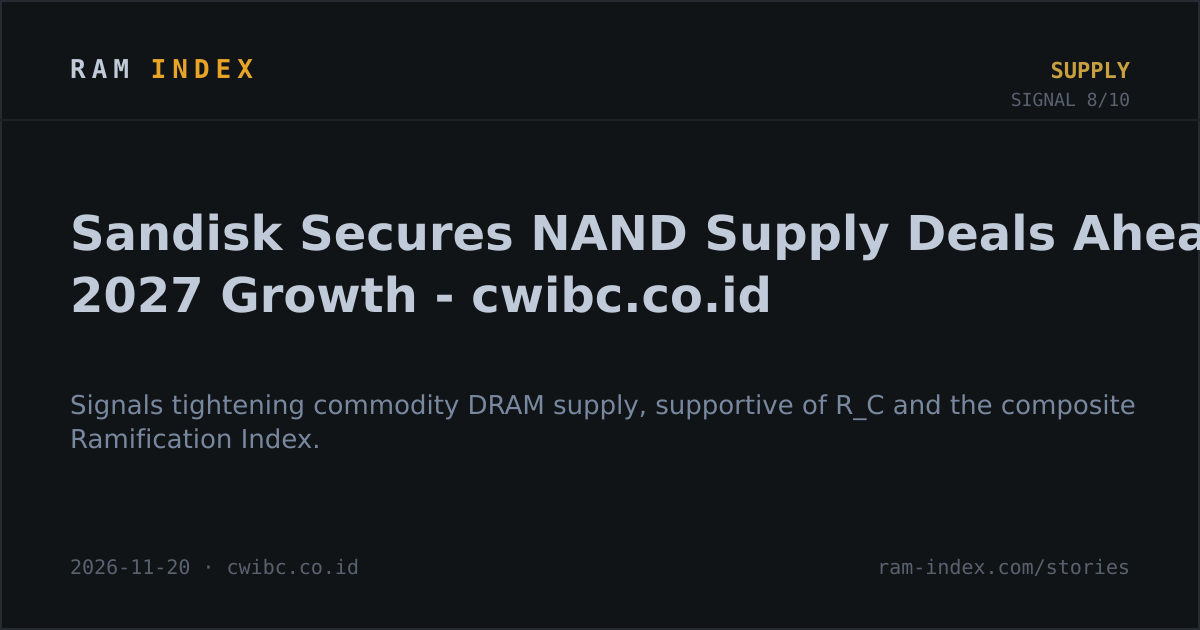 RAM INDEX
SUPPLY
SIGNAL 8/10
Sandisk Secures NAND Supply Deals Ahea
2027 Growth - cwibc.co.id
Signals tightening commodity DRAM supply, supportive of R_C and the composite
Ramification Index.
2026-11-20 · cwibc.co.id
ram-index.com/stories